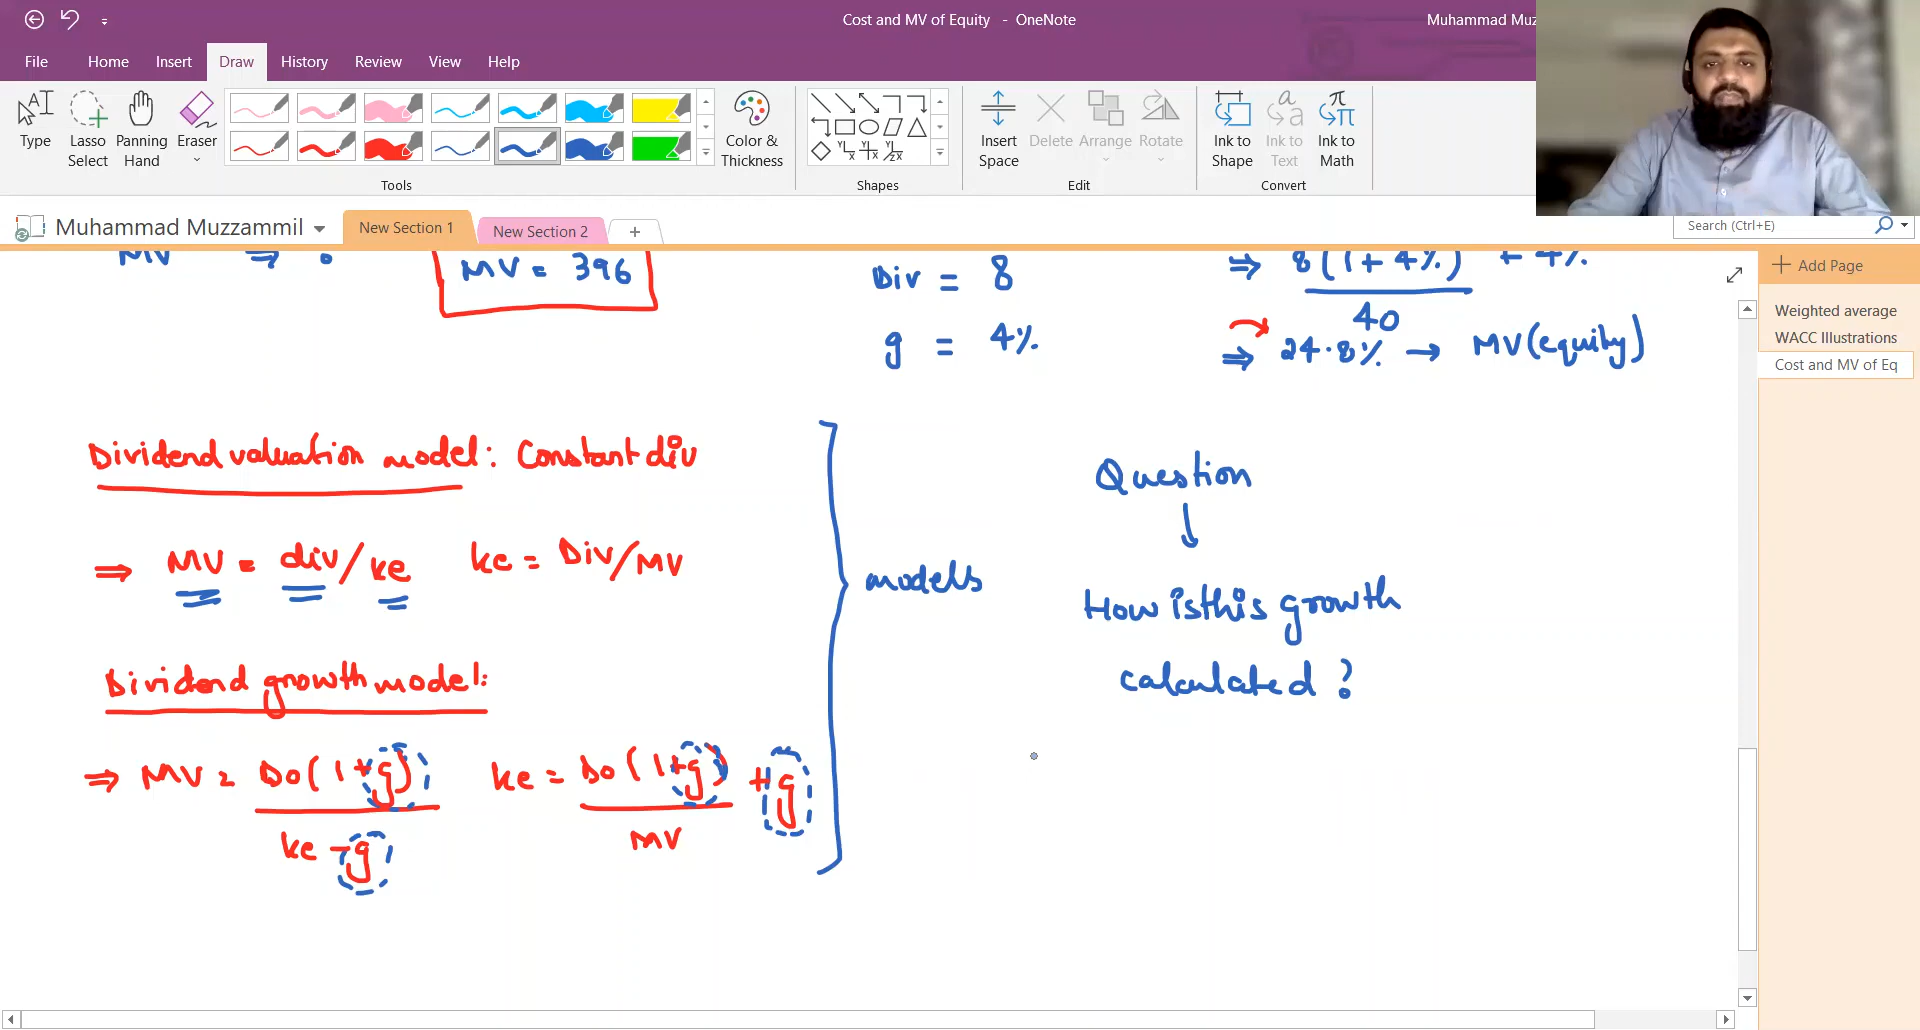 Cost and MV of Equity - OneNote
Muhammad Muz
File Home Insert Draw History Review View Help
Type
Lasso Select
Panning Hand
Eraser
Color & Thickness
Insert Space
Delete
Arrange
Rotate
Ink to Shape
Ink to Text
Ink to Math
Tools
Shapes
Edit
Convert
Muhammad Muzzammil
New Section 1
New Section 2
Search (Ctrl+E)
Add Page
Weighted average
WACC Illustrations
Cost and MV of Eq
MV ⇒
MV = 396
Div = 8
g = 4%
⇒ 8(1+4%) + 4%
40
⇒ 24.8% → MV(equity)
Dividend valuation model: Constant div
⇒ MV = div/ke ke = Div/MV
Dividend growth model:
⇒ MV = Do(1+g)
ke - g
ke = Do(1+g) + g
MV
models
Question
↓
How is this growth
calculated?